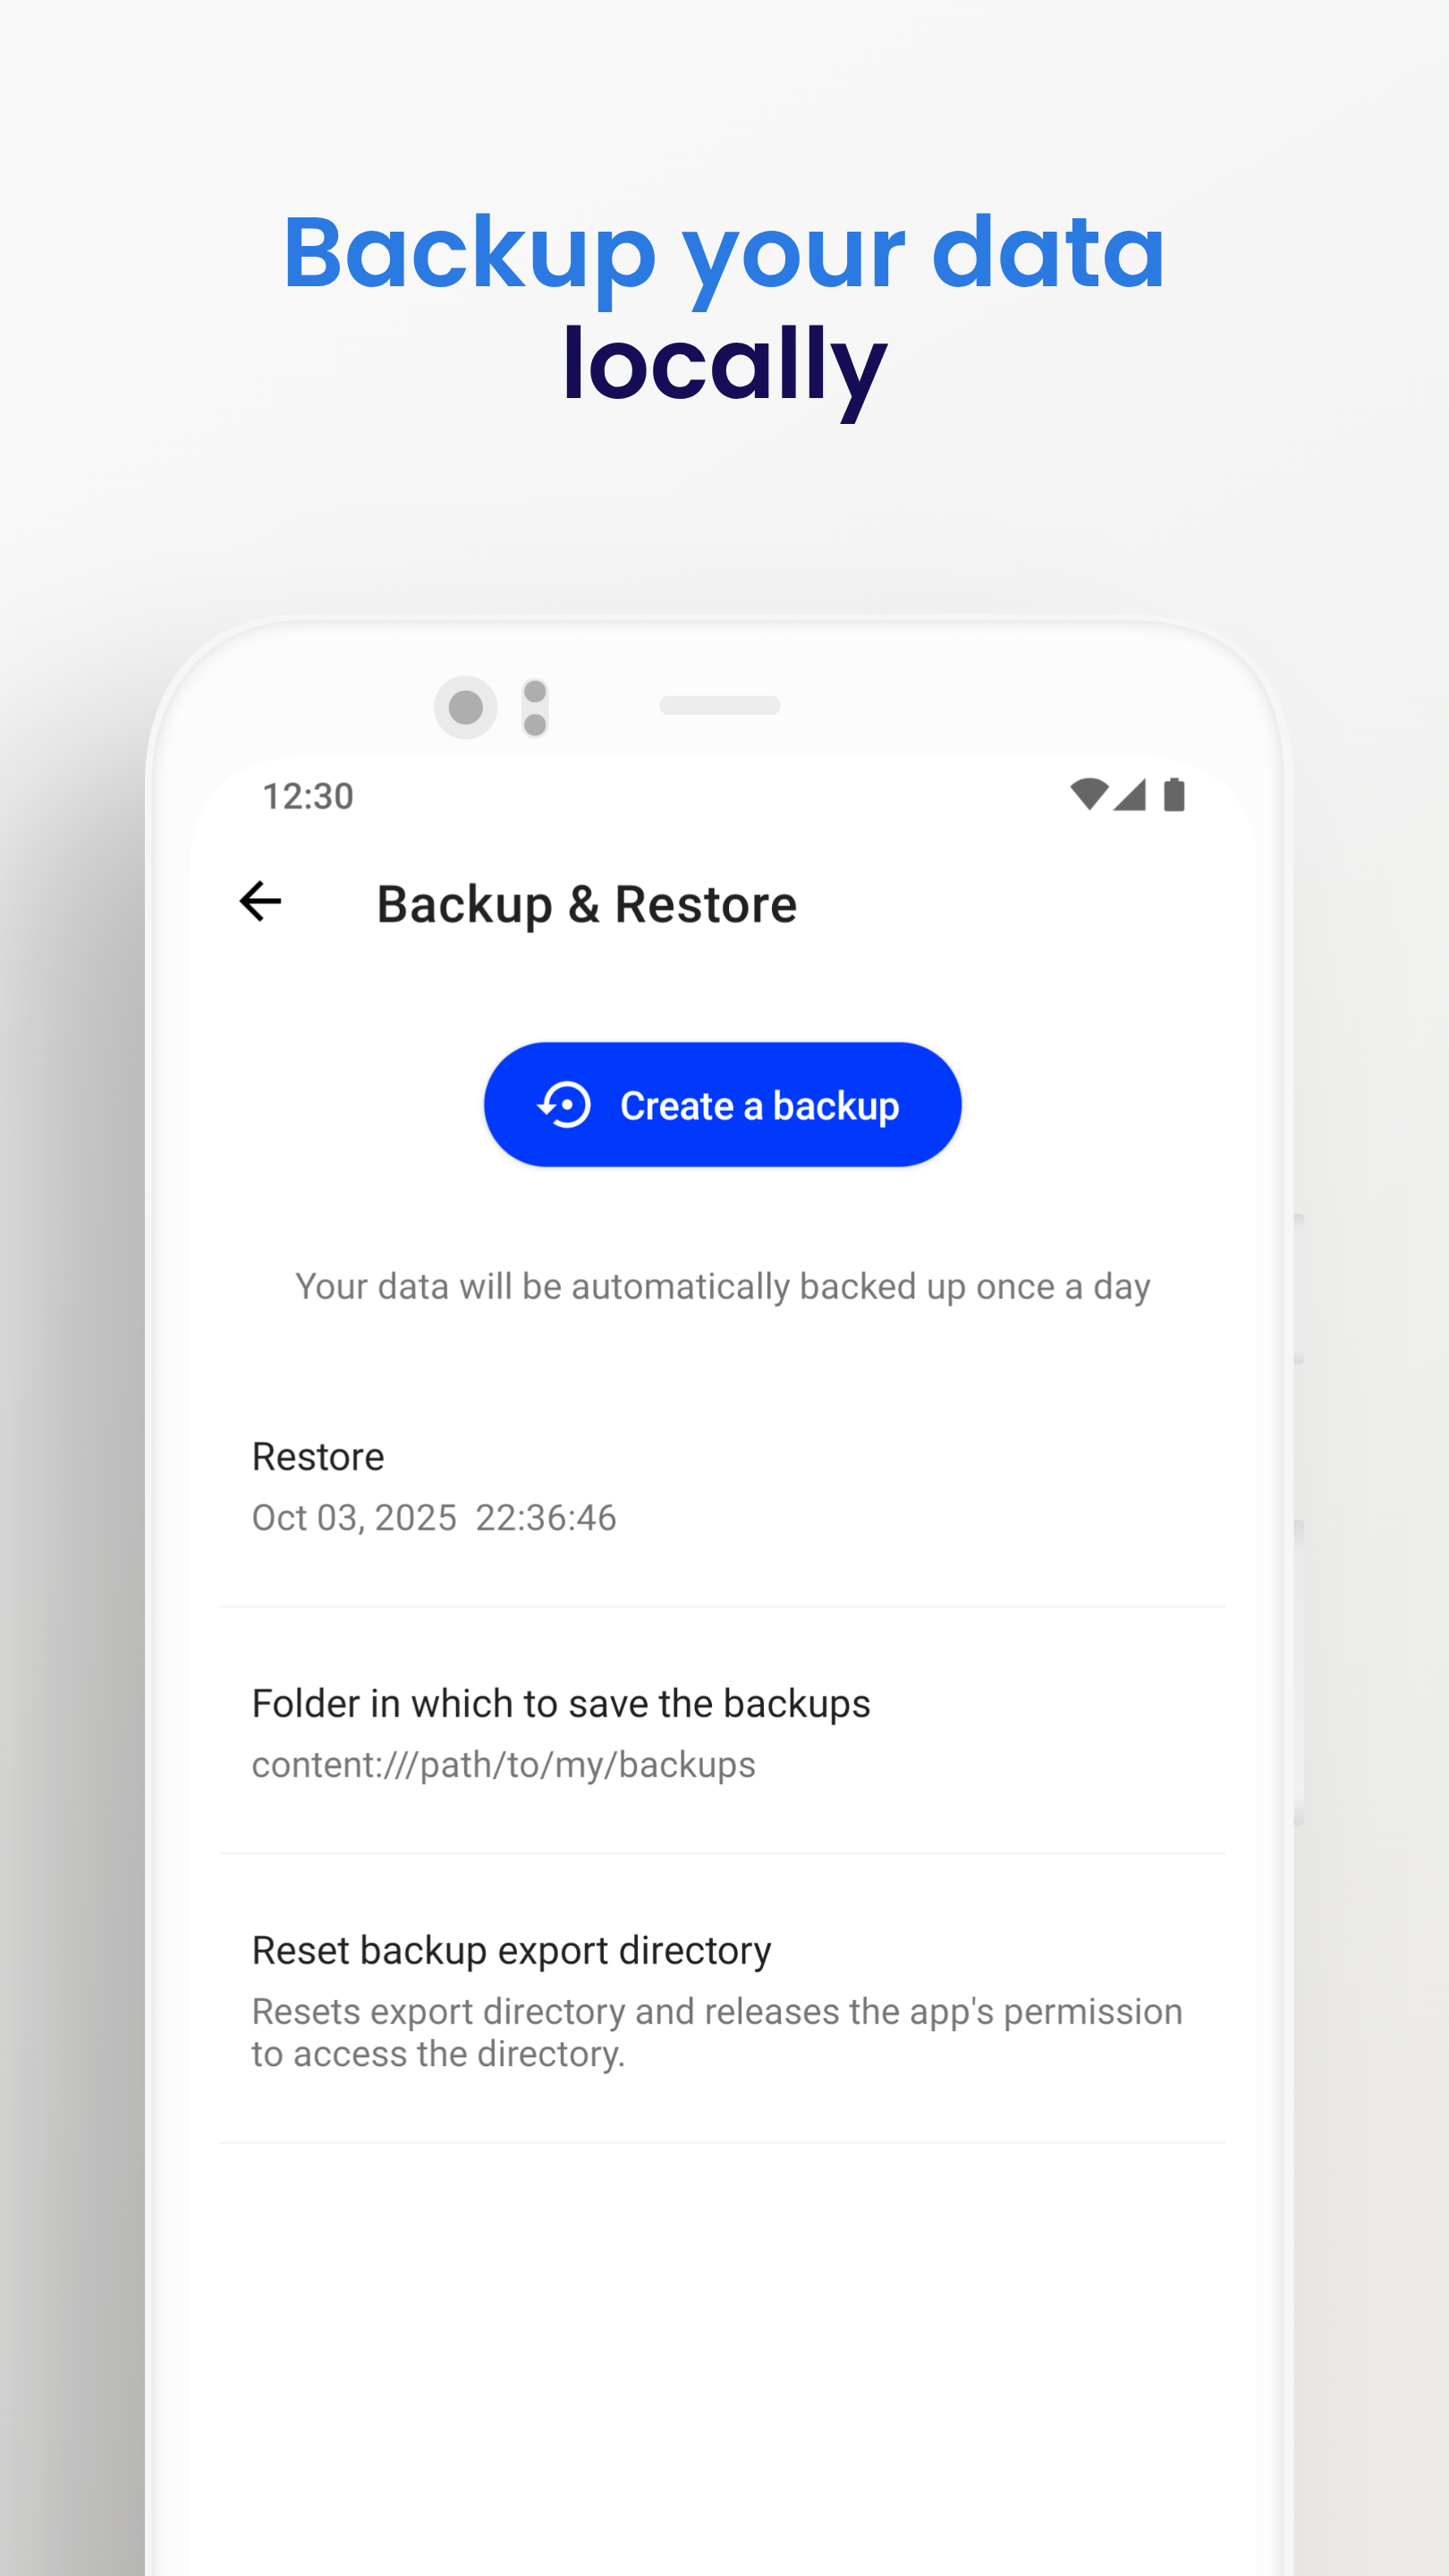 Backup your data
locally
12:30
Backup & Restore
Create a backup
Your data will be automatically backed up once a day
Restore
Oct 03, 2025  22:36:46
Folder in which to save the backups
content:///path/to/my/backups
Reset backup export directory
Resets export directory and releases the app's permission
to access the directory.